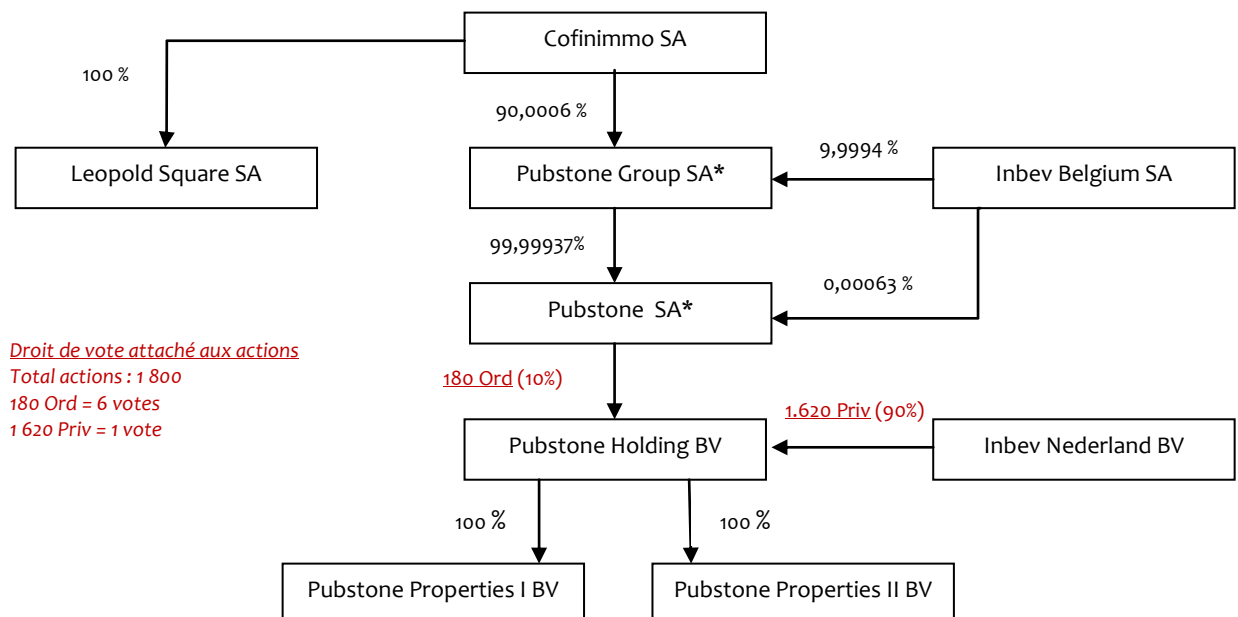 Cofinimmo SA
100 %
90,0006 %
9,9994 %
Leopold Square SA
Pubstone Group SA*
Inbev Belgium SA
99,99937%
0,00063 %
Pubstone SA*
Droit de vote attaché aux actions
Total actions : 1 800
180 Ord = 6 votes
1 620 Priv = 1 vote
180 Ord (10%)
1.620 Priv (90%)
Pubstone Holding BV
Inbev Nederland BV
100 %
100 %
Pubstone Properties I BV
Pubstone Properties II BV